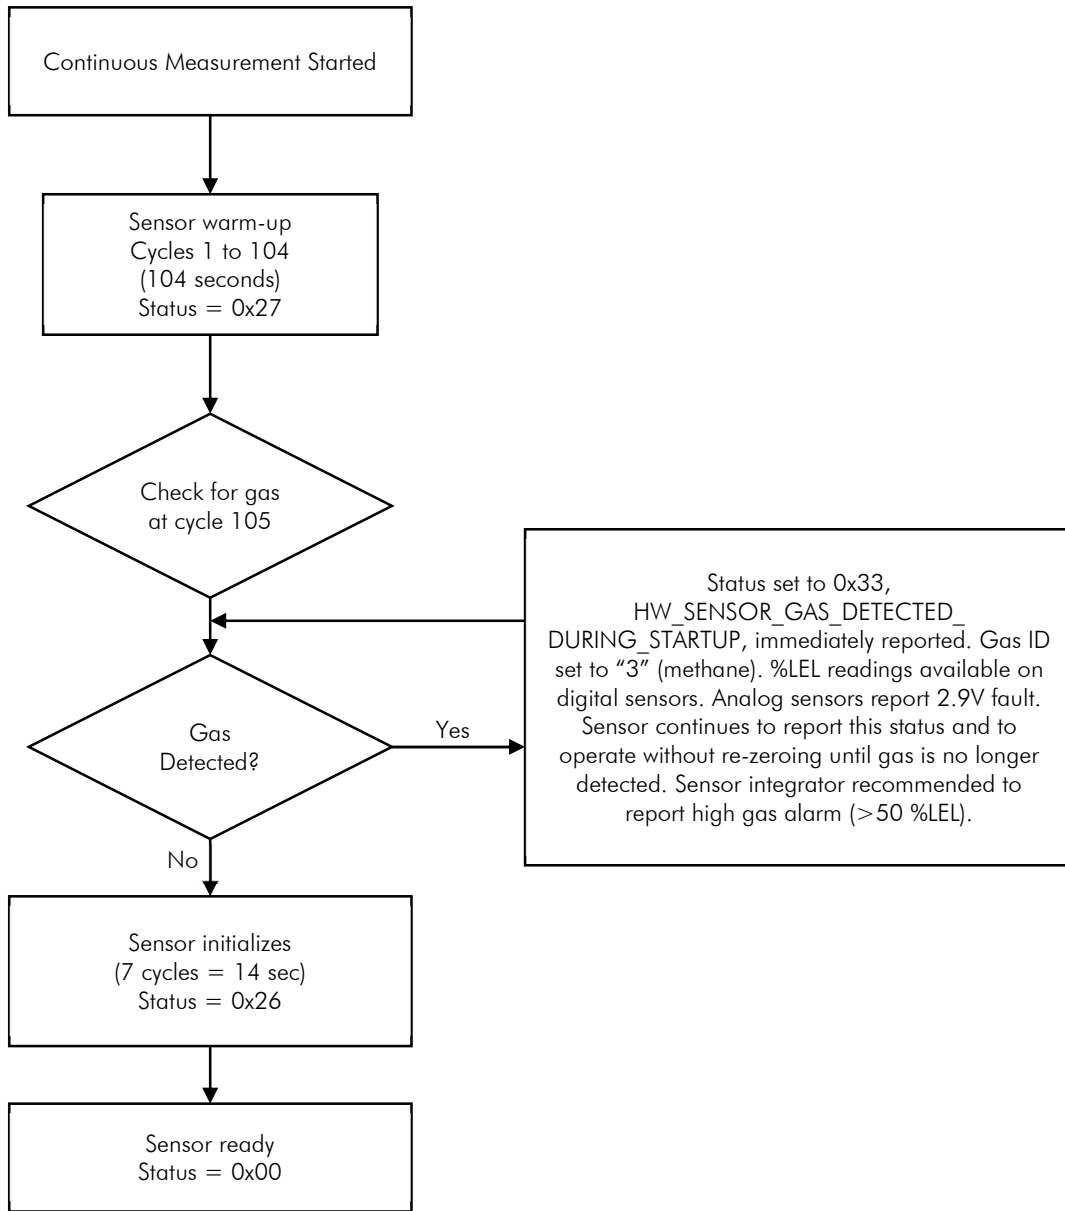 Continuous Measurement Started
Sensor warm-up
Cycles 1 to 104
(104 seconds)
Status = 0x27
Check for gas
at cycle 105
Gas
Detected?
Yes
Status set to 0x33,
HW_SENSOR_GAS_DETECTED_
DURING_STARTUP, immediately reported. Gas ID
set to “3” (methane). %LEL readings available on
digital sensors. Analog sensors report 2.9V fault.
Sensor continues to report this status and to
operate without re-zeroing until gas is no longer
detected. Sensor integrator recommended to
report high gas alarm (>50 %LEL).
No
Sensor initializes
(7 cycles = 14 sec)
Status = 0x26
Sensor ready
Status = 0x00